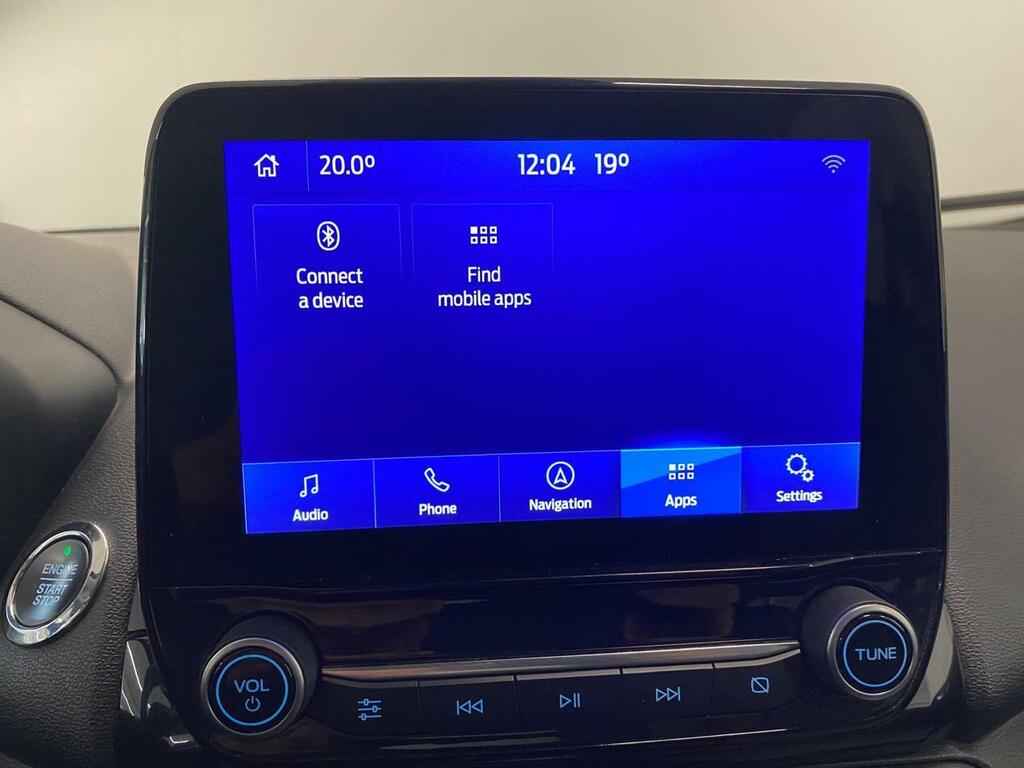 20.0º
12:04 19º
Connect
a device
Find
mobile apps
Audio
Phone
Navigation
Apps
Settings
ENGINE
START
STOP
VOL
TUNE